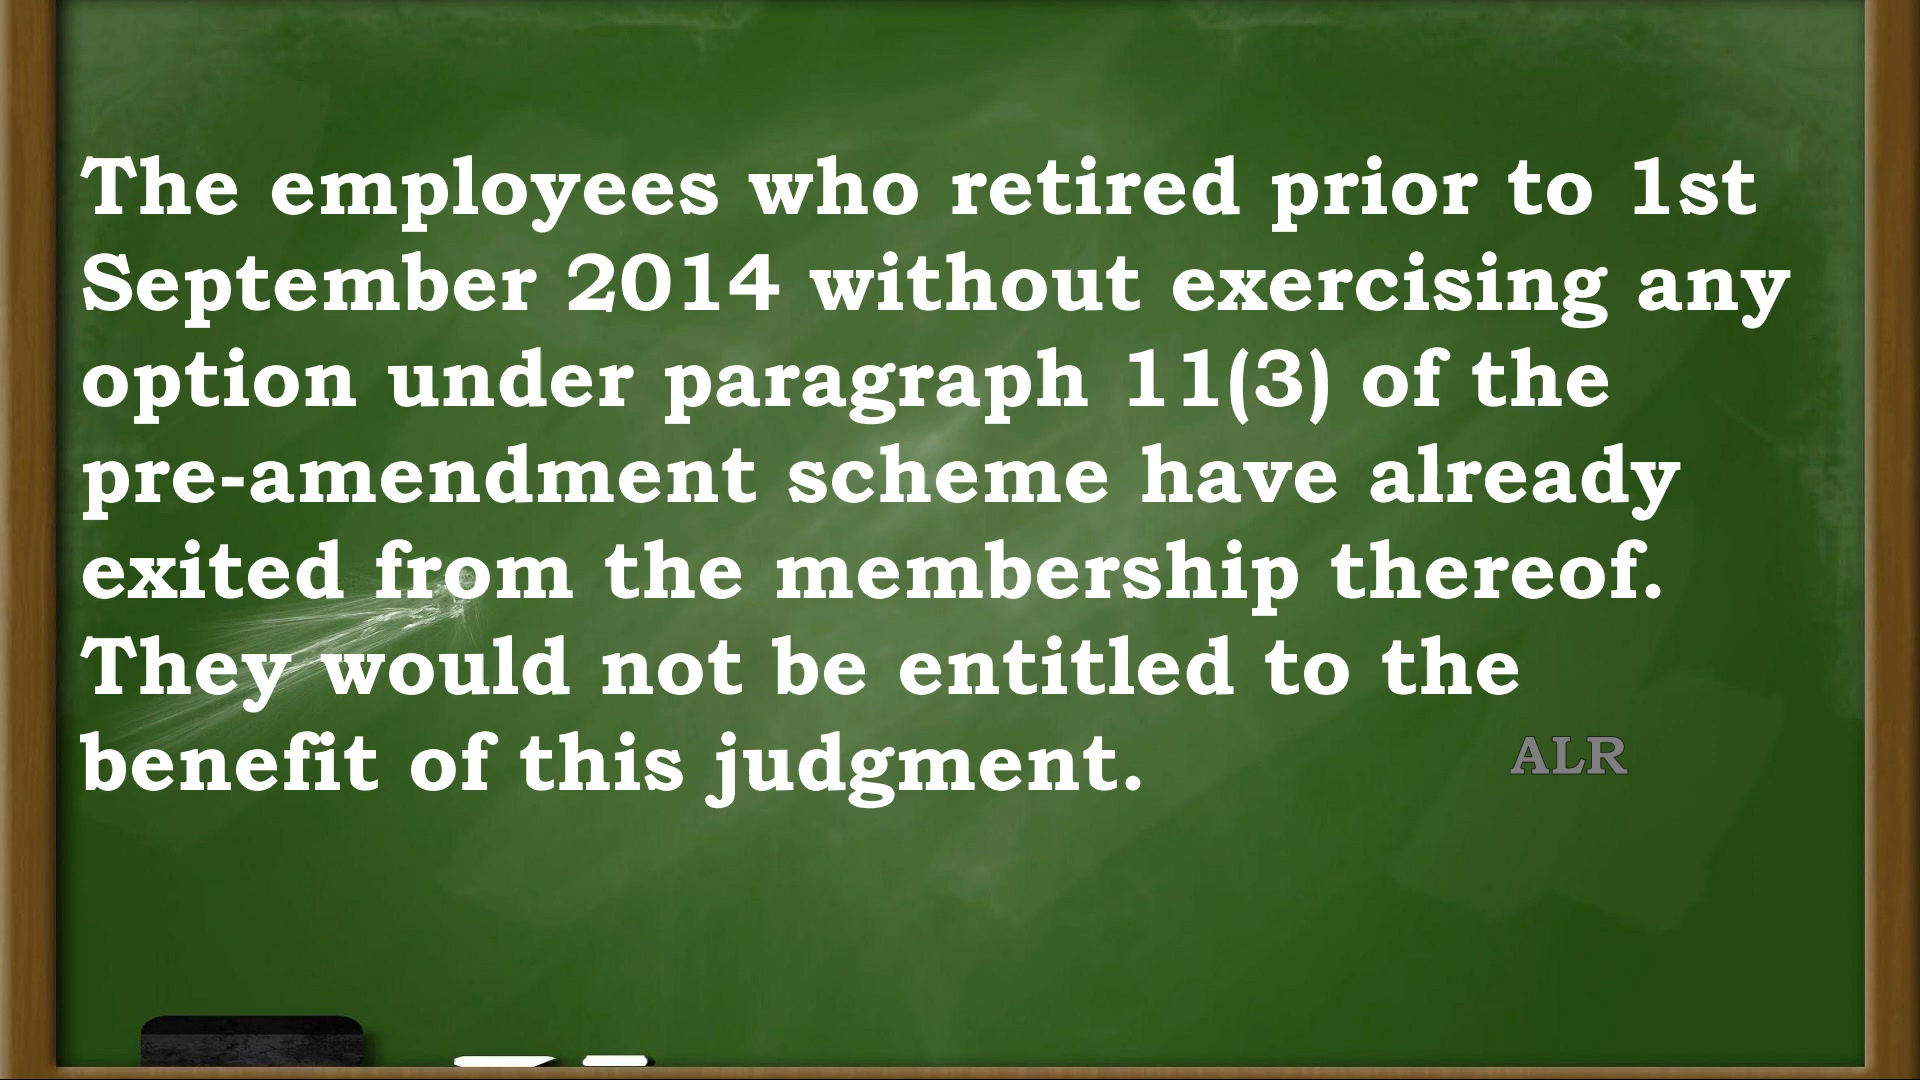 The employees who retired prior to 1st
September 2014 without exercising any
option under paragraph 11(3) of the
pre-amendment scheme have already
exited from the membership thereof.
They would not be entitled to the
benefit of this judgment.
ALR